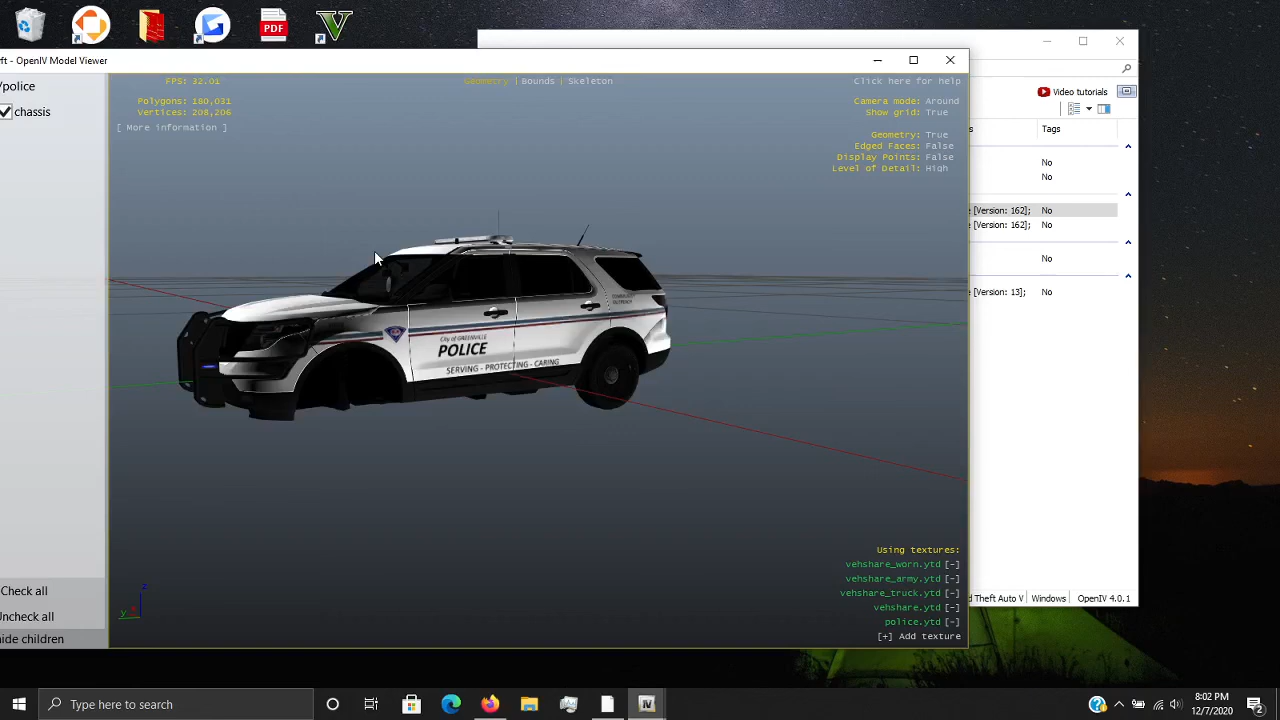 PDF
V
ft - OpenIV Model Viewer
/police
chassis
FPS: 32.01
Polygons: 180,031
Vertices: 208,206
[ More information ]
Geometry | Bounds | Skeleton
Click here for help
Camera mode: Around
Show grid: True
Geometry: True
Edged Faces: False
Display Points: False
Level of Detail: High
City of GREENVILLE
POLICE
SERVING - PROTECTING - CARING
Using textures:
vehshare_worn.ytd [-]
vehshare_army.ytd [-]
vehshare_truck.ytd [-]
vehshare.ytd [-]
police.ytd [-]
[+] Add texture
Check all
Uncheck all
hide children
Video tutorials
s Tags
No
No
e [Version: 162]; No
e [Version: 162]; No
No
[Version: 13]; No
d Theft Auto V Windows OpenIV 4.0.1
Type here to search
IV
8:02 PM
12/7/2020
2